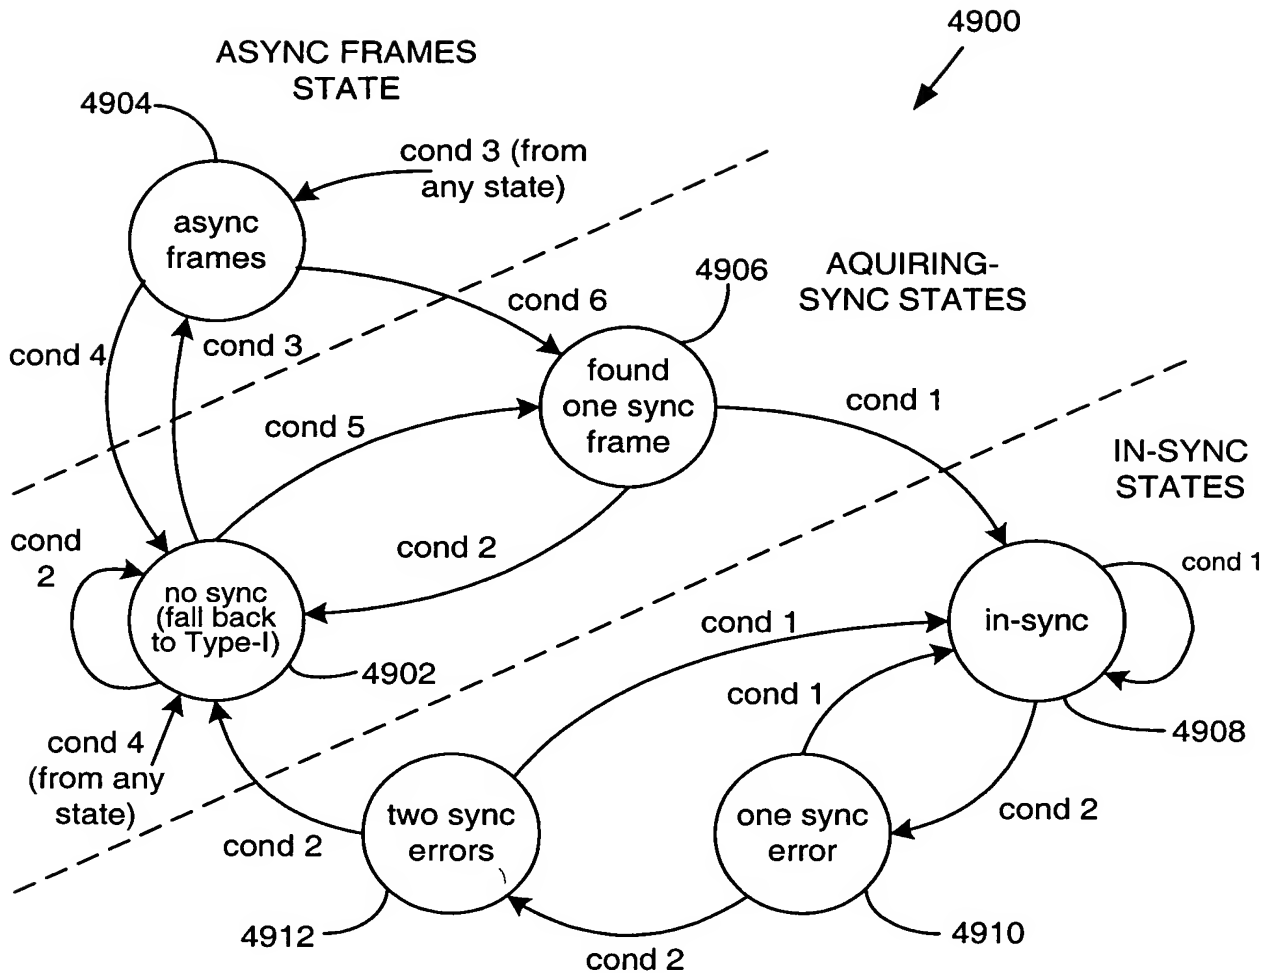 4900
ASYNC FRAMES
STATE
4904
cond 3 (from
any state)
async
frames
4906
AQUIRING-
SYNC STATES
cond 6
cond 4
cond 3
found
one sync
frame
cond 1
cond 5
IN-SYNC
STATES
cond
2
cond 2
cond 1
no sync
(fall back
to Type-I)
cond 1
in-sync
4902
cond 1
4908
cond 4
(from any
state)
cond 2
two sync
errors
one sync
error
cond 2
4912
4910
cond 2